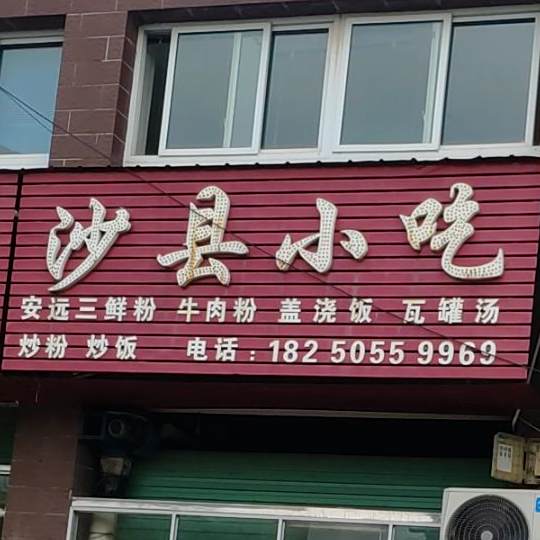 沙县小吃
安远三鲜粉 牛肉粉 盖浇饭 瓦罐汤
炒粉 炒饭 电话:182 5055 9969